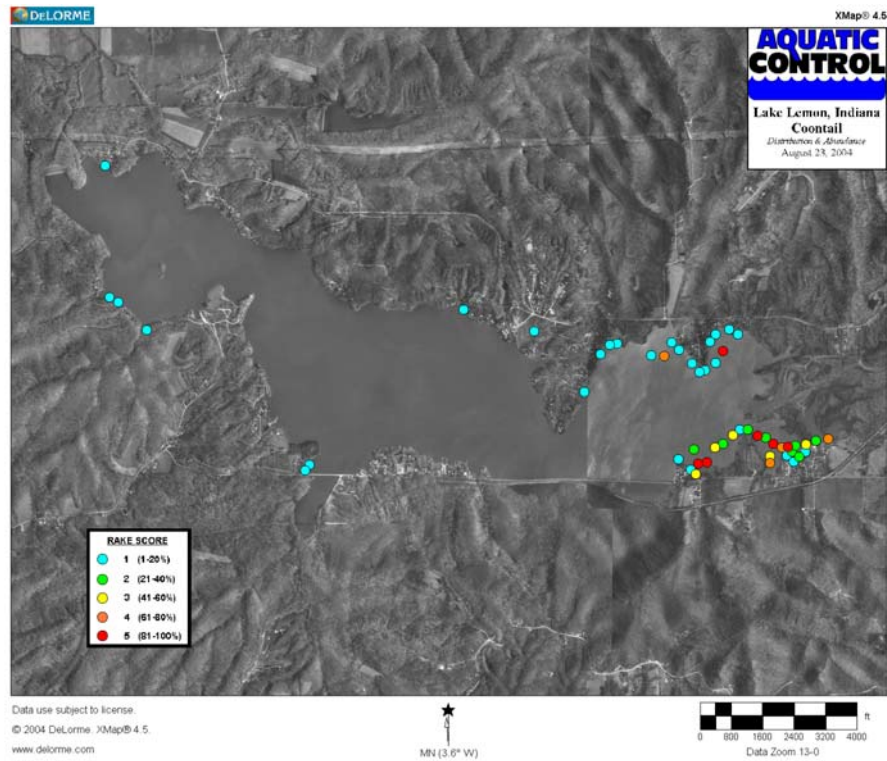 DELORME
XMap® 4.5
AQUATIC
CONTROL
Lake Lemon, Indiana
Coontail
Distribution & Abundance
August 23, 2004
RAKE SCORE
1 (1-20%)
2 (21-40%)
3 (41-60%)
4 (61-80%)
5 (81-100%)
Data use subject to license.
© 2004 DeLorme. XMap® 4.5.
www.delorme.com
MN (3.6° W)
ft
0 800 1600 2400 3200 4000
Data Zoom 13-0